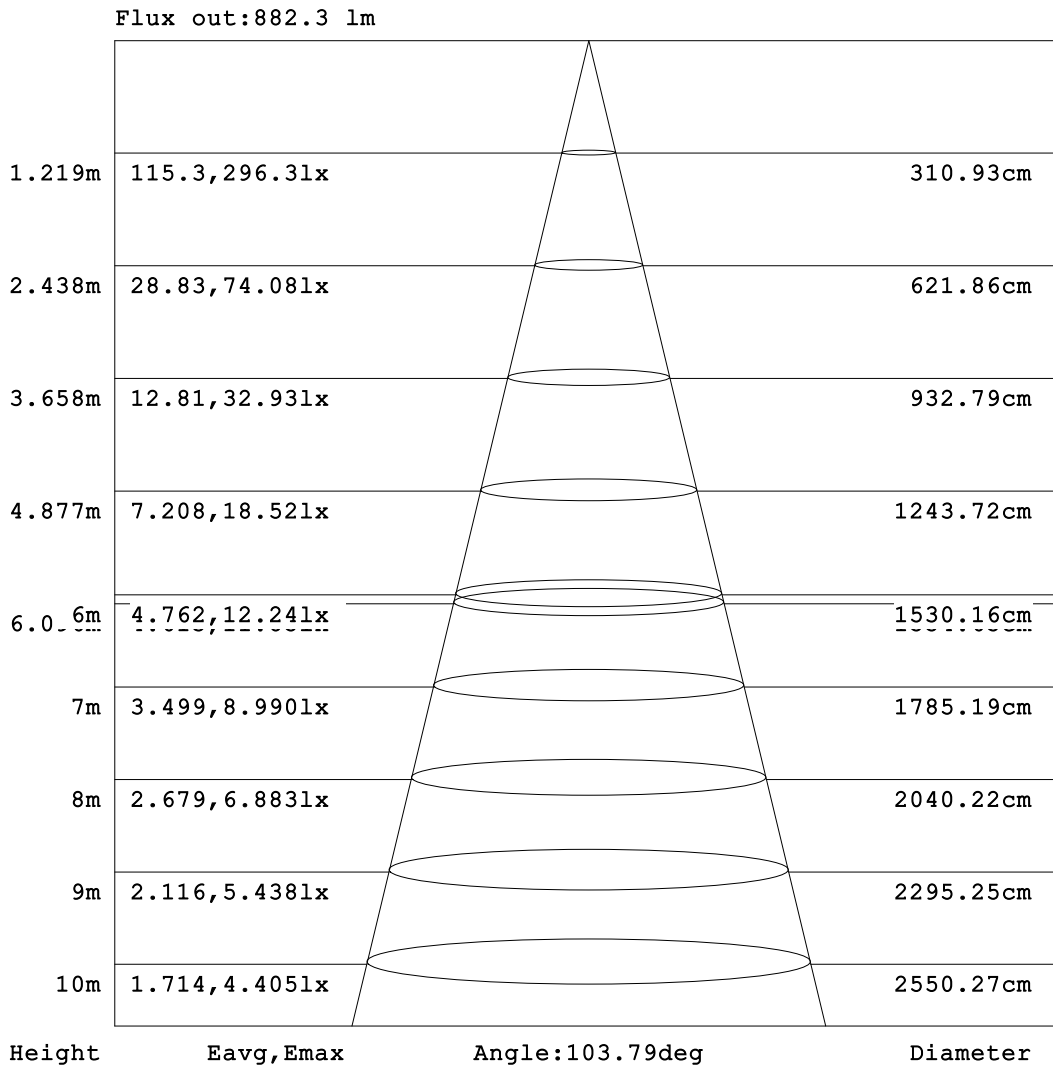 Flux out:882.3 lm
1.219m 115.3,296.3lx 310.93cm
2.438m 28.83,74.08lx 621.86cm
3.658m 12.81,32.93lx 932.79cm
4.877m 7.208,18.52lx 1243.72cm
6m 4.762,12.24lx 1530.16cm
7m 3.499,8.990lx 1785.19cm
8m 2.679,6.883lx 2040.22cm
9m 2.116,5.438lx 2295.25cm
10m 1.714,4.405lx 2550.27cm
Height Eavg,Emax Angle:103.79deg Diameter